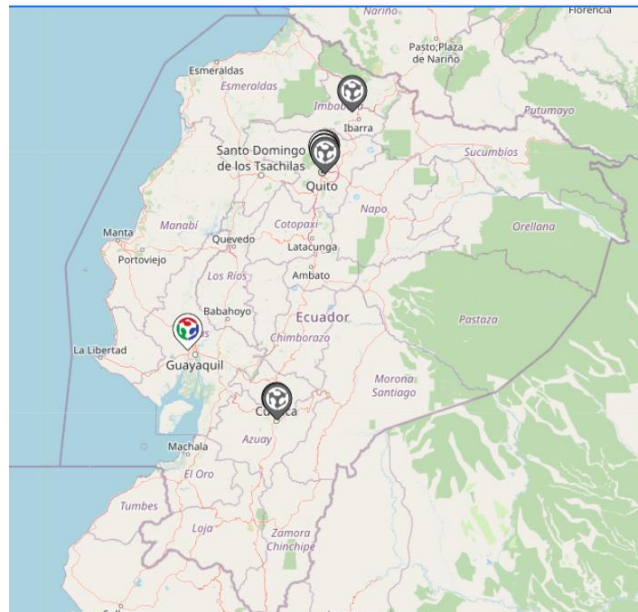 Nariño
Florencia
Pasto;Plaza
de Nariño
Esmeraldas
Esmeraldas
Imbabura
Putumayo
Ibarra
Santo Domingo
de los Tsachilas
Sucumbíos
Quito
Napo
Manabí
Cotopaxi
Orellana
Manta
Quevedo
Latacunga
Portoviejo
Ambato
Los Ríos
Babahoyo
Ecuador
Pastaza
Chimborazo
La Libertad
Guayaquil
Morona
Santiago
Azuay
Machala
El Oro
Tumbes
Loja
Zamora
Chinchipe